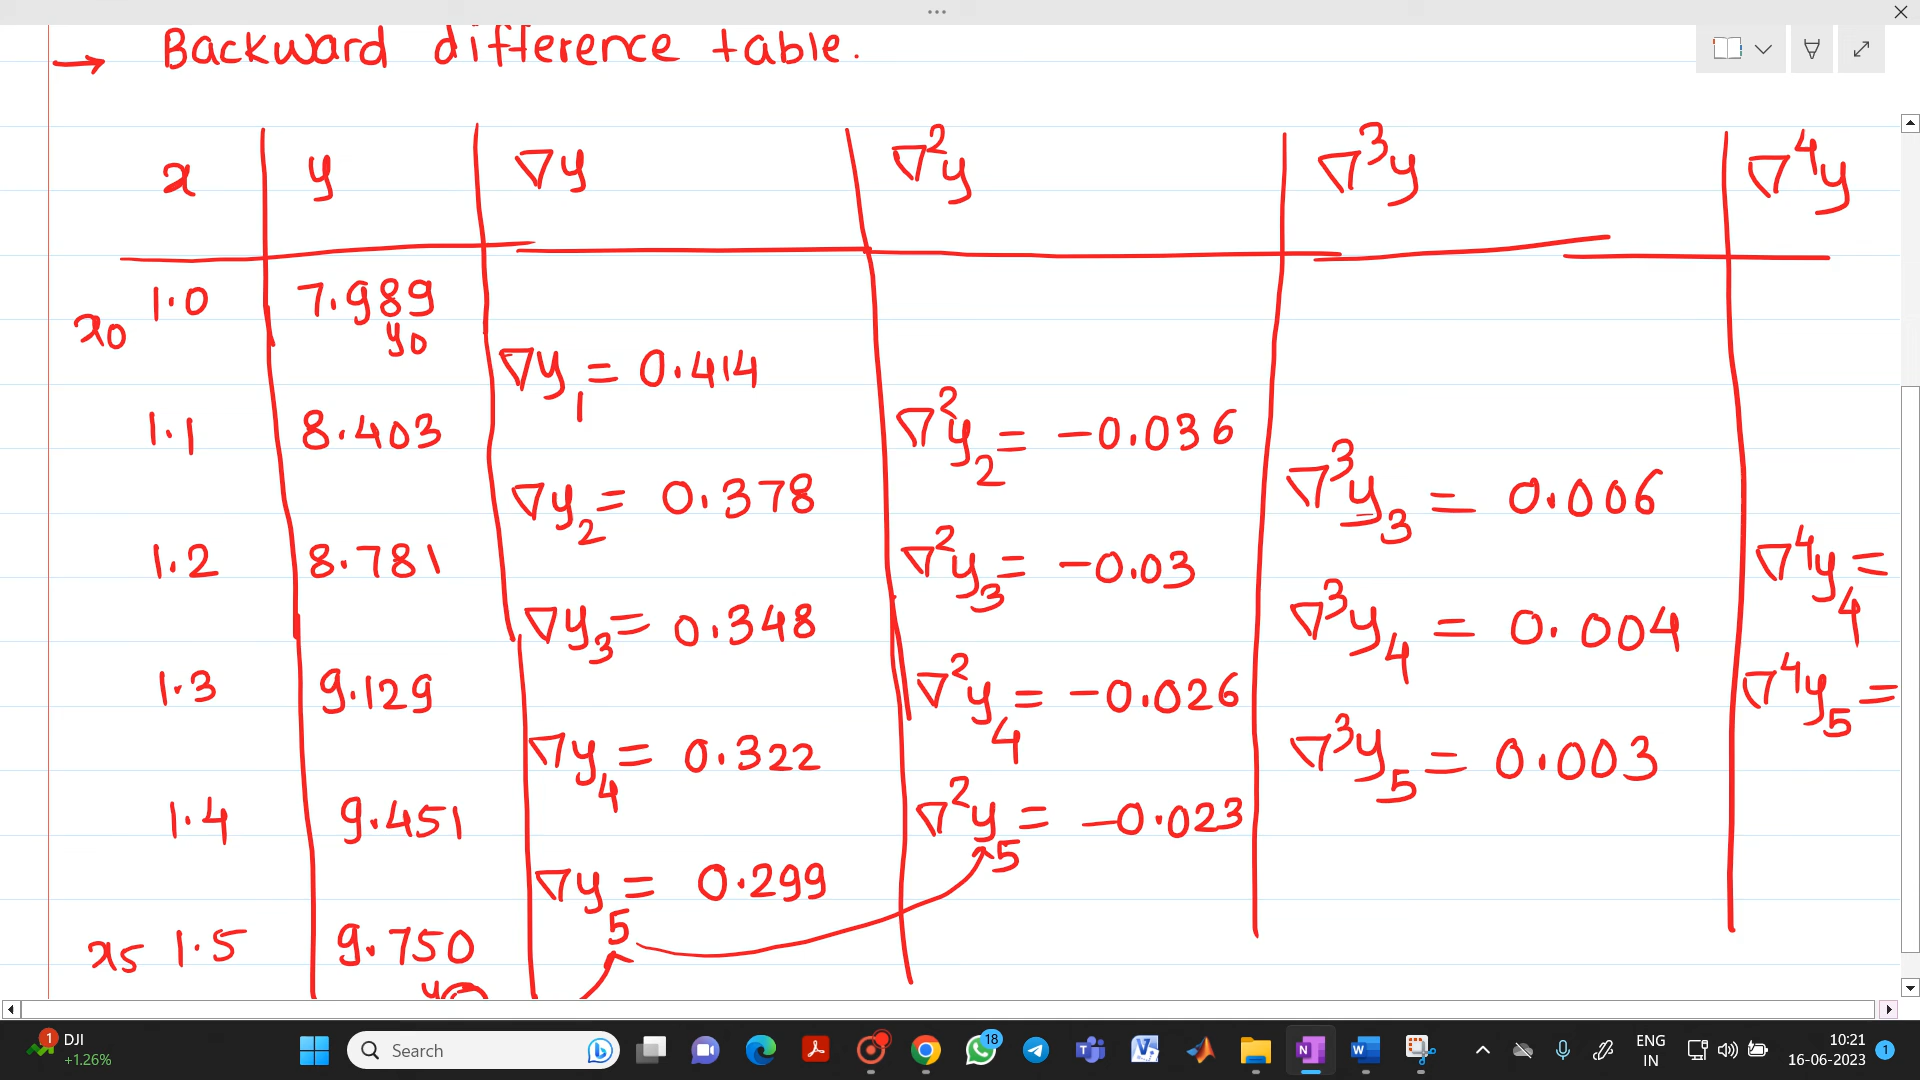 → Backward difference table.
x y ∇y ∇²y ∇³y ∇⁴y
x₀ 1.0 7.989
y₀
∇y₁ = 0.414
1.1 8.403 ∇²y₂ = -0.036
∇y₂ = 0.378 ∇³y₃ = 0.006
1.2 8.781 ∇²y₃ = -0.03 ∇⁴y₄ =
∇y₃ = 0.348 ∇³y₄ = 0.004
1.3 9.129 ∇²y₄ = -0.026 ∇⁴y₅ =
∇y₄ = 0.322 ∇³y₅ = 0.003
1.4 9.451 ∇²y₅ = -0.023
∇y₅ = 0.299
x₅ 1.5 9.750
1 DJI
+1.26%
Search
18
ENG
IN
10:21
16-06-2023
1